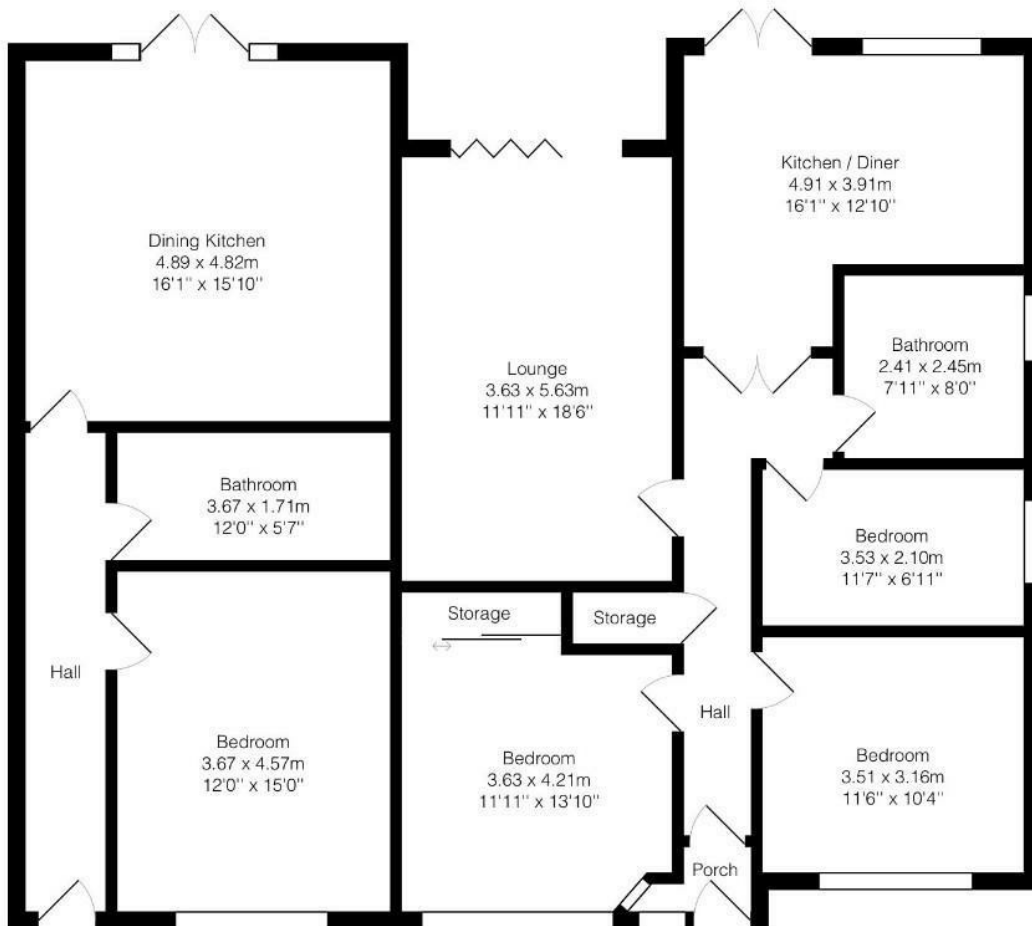 Dining Kitchen
4.89 x 4.82m
16'1" x 15'10"
Kitchen / Diner
4.91 x 3.91m
16'1" x 12'10"
Lounge
3.63 x 5.63m
11'11" x 18'6"
Bathroom
2.41 x 2.45m
7'11" x 8'0"
Bathroom
3.67 x 1.71m
12'0" x 5'7"
Bedroom
3.53 x 2.10m
11'7" x 6'11"
Storage
Storage
Hall
Hall
Bedroom
3.67 x 4.57m
12'0" x 15'0"
Bedroom
3.63 x 4.21m
11'11" x 13'10"
Bedroom
3.51 x 3.16m
11'6" x 10'4"
Porch